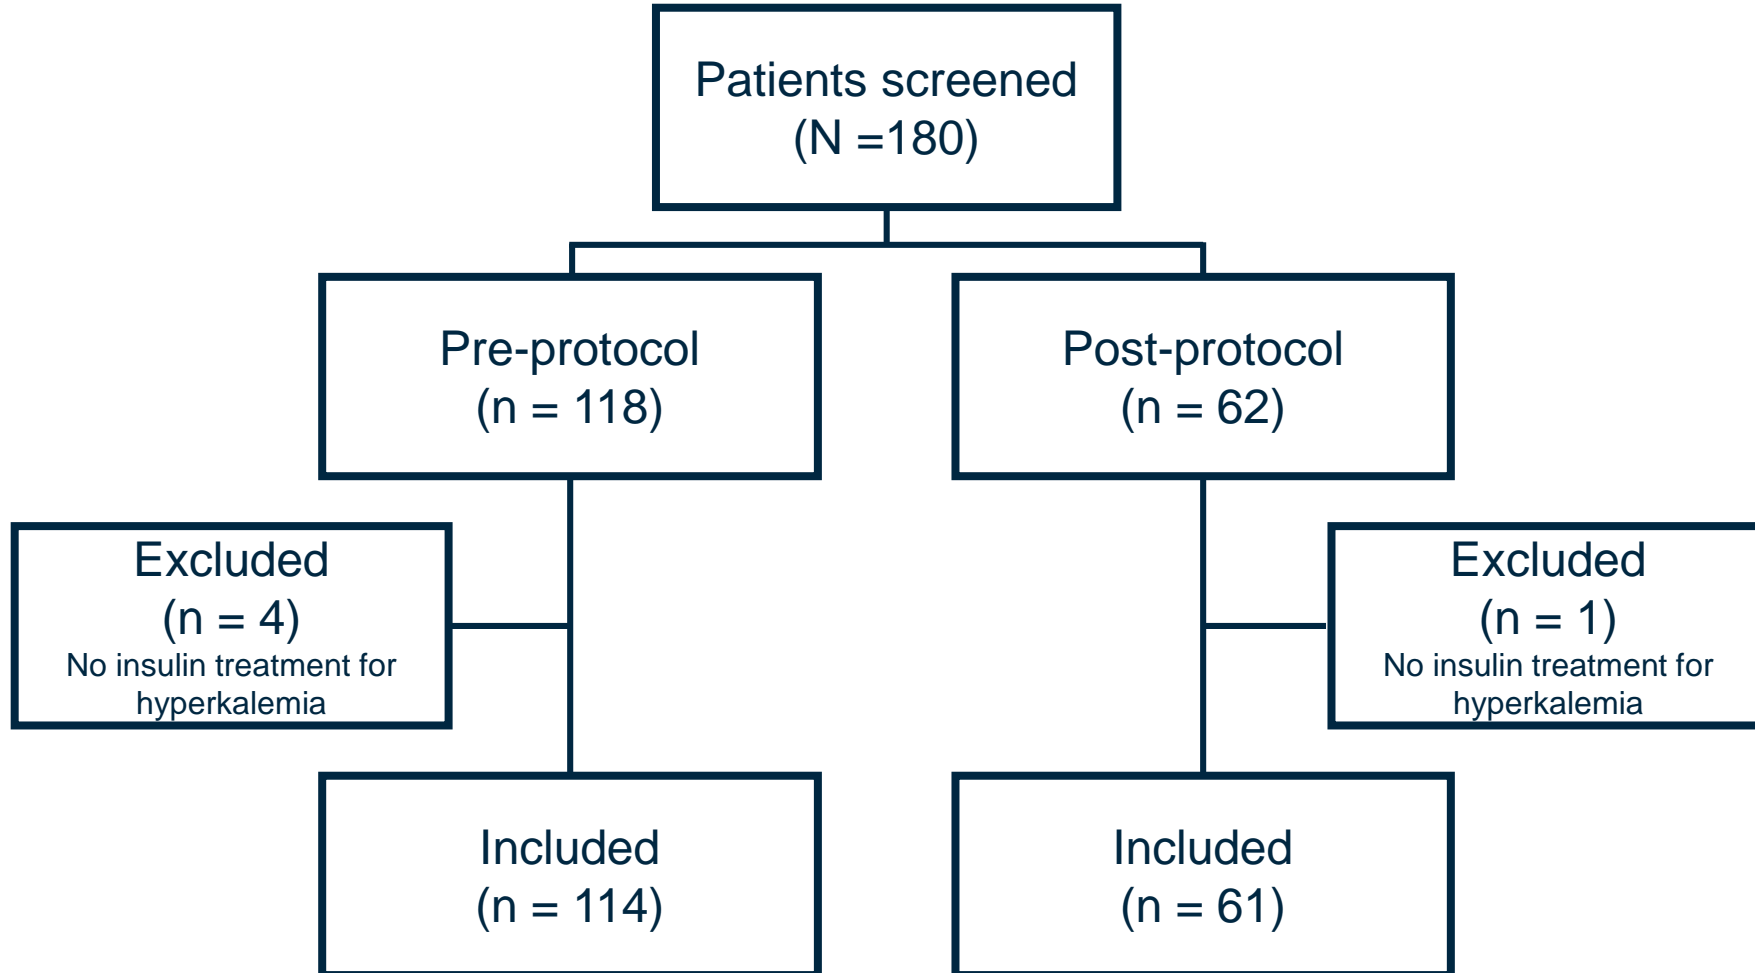 Patients screened
(N =180)
Pre-protocol
(n = 118)
Post-protocol
(n = 62)
Excluded
(n = 4)
No insulin treatment for
hyperkalemia
Excluded
(n = 1)
No insulin treatment for
hyperkalemia
Included
(n = 114)
Included
(n = 61)